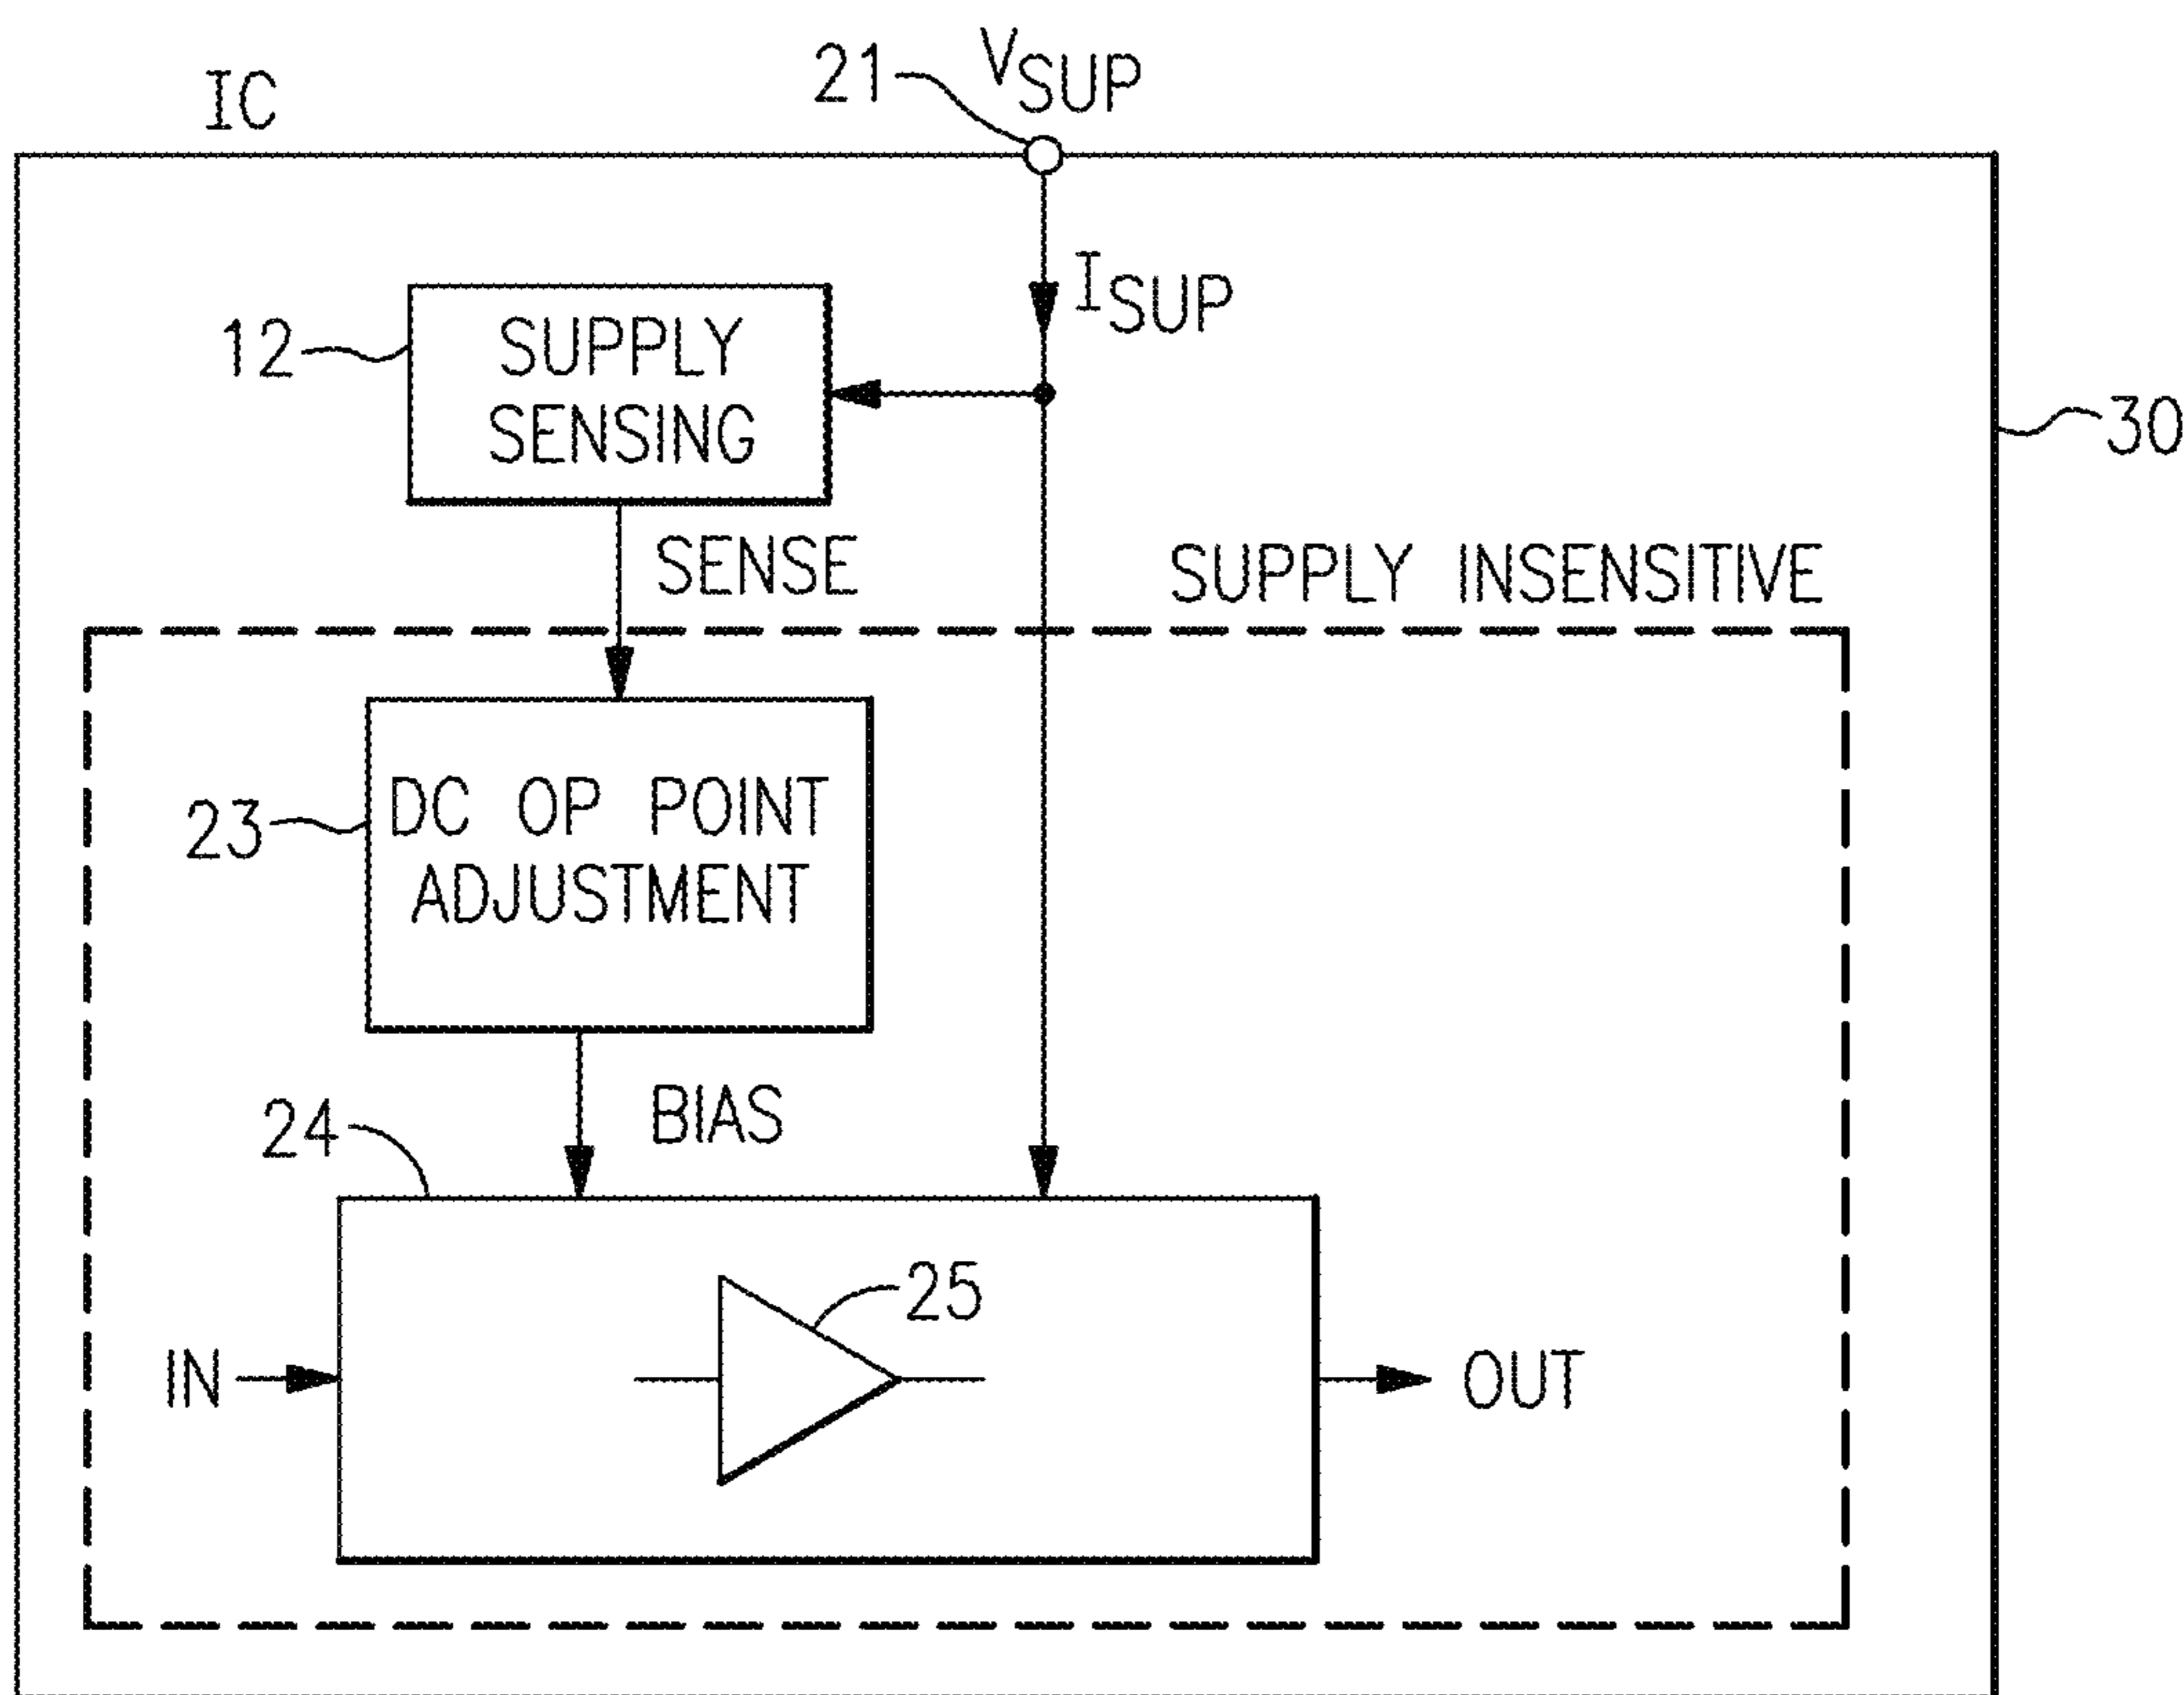 IC
21
VSUP
ISUP
12
SUPPLY
SENSING
30
SENSE
SUPPLY INSENSITIVE
23
DC OP POINT
ADJUSTMENT
24
BIAS
25
IN
OUT